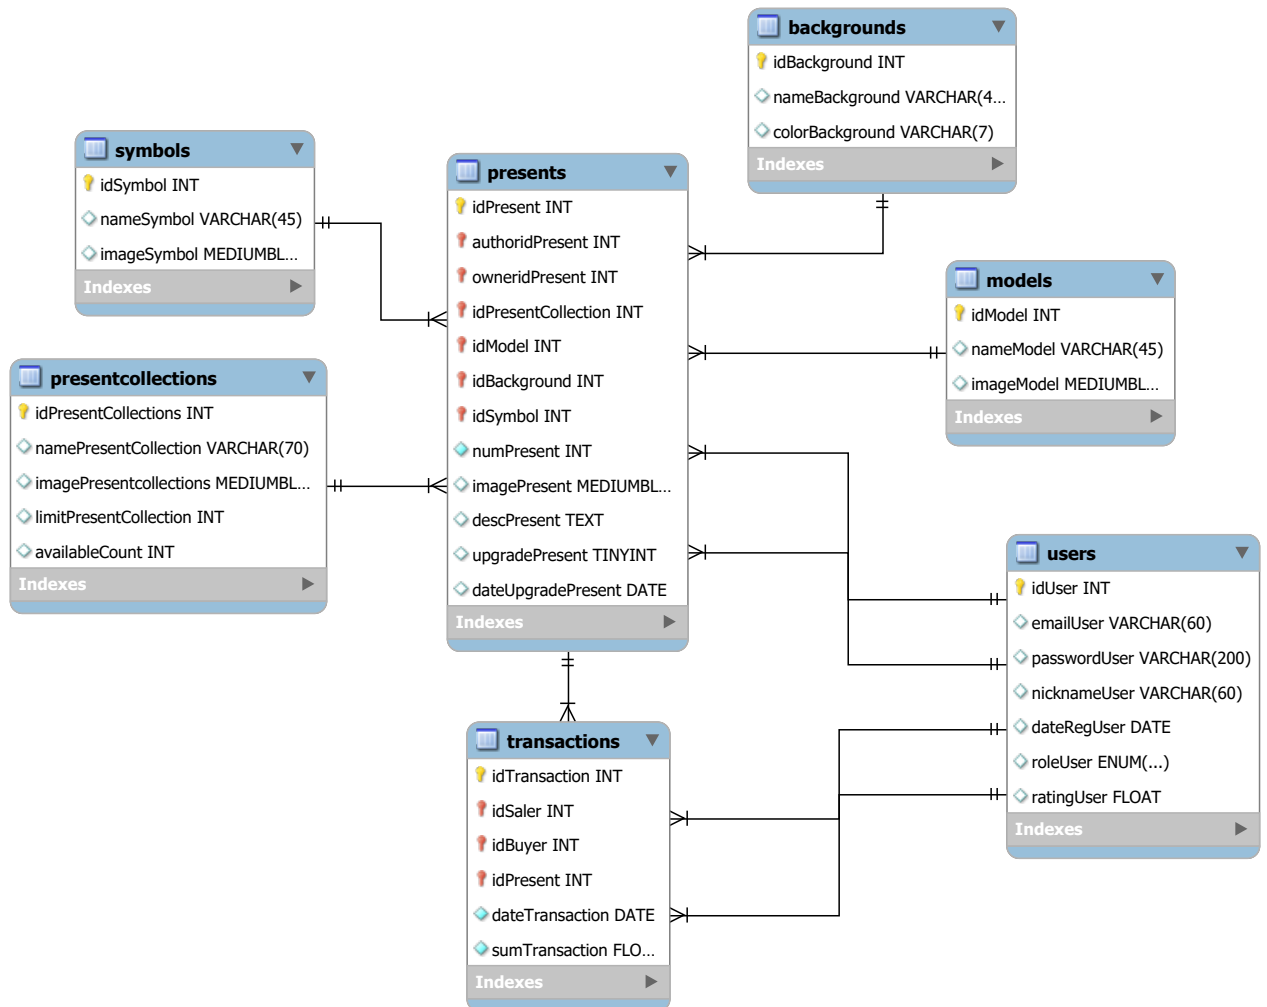 backgrounds
idBackground INT
nameBackground VARCHAR(4...
colorBackground VARCHAR(7)
Indexes
symbols
idSymbol INT
nameSymbol VARCHAR(45)
imageSymbol MEDIUMBL...
Indexes
presents
idPresent INT
authoridPresent INT
owneridPresent INT
idPresentCollection INT
idModel INT
idBackground INT
idSymbol INT
numPresent INT
imagePresent MEDIUMBL...
descPresent TEXT
upgradePresent TINYINT
dateUpgradePresent DATE
Indexes
models
idModel INT
nameModel VARCHAR(45)
imageModel MEDIUMBL...
Indexes
presentcollections
idPresentCollections INT
namePresentCollection VARCHAR(70)
imagePresentcollections MEDIUMBL...
limitPresentCollection INT
availableCount INT
Indexes
users
idUser INT
emailUser VARCHAR(60)
passwordUser VARCHAR(200)
nicknameUser VARCHAR(60)
dateRegUser DATE
roleUser ENUM(...)
ratingUser FLOAT
Indexes
transactions
idTransaction INT
idSaler INT
idBuyer INT
idPresent INT
dateTransaction DATE
sumTransaction FLO...
Indexes